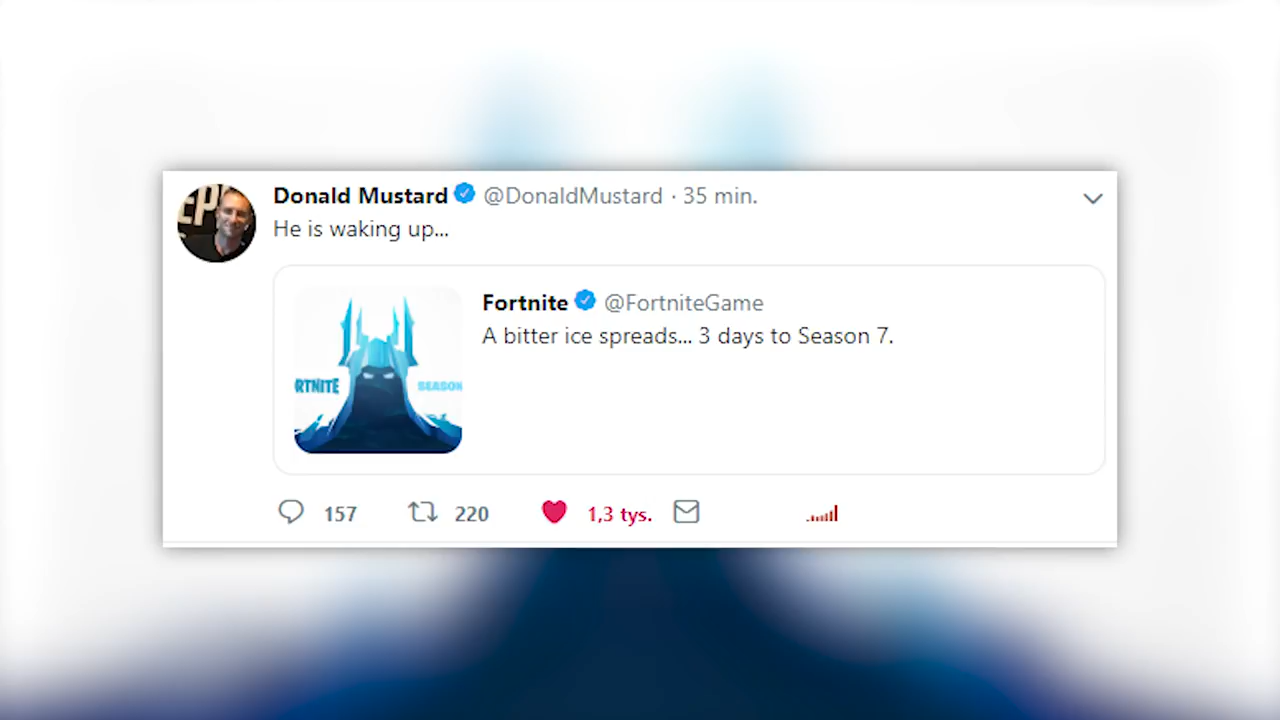 Donald Mustard @DonaldMustard · 35 min.
He is waking up...
Fortnite @FortniteGame
A bitter ice spreads... 3 days to Season 7.
RTNITE SEASON
157 220 1,3 tys.
EP